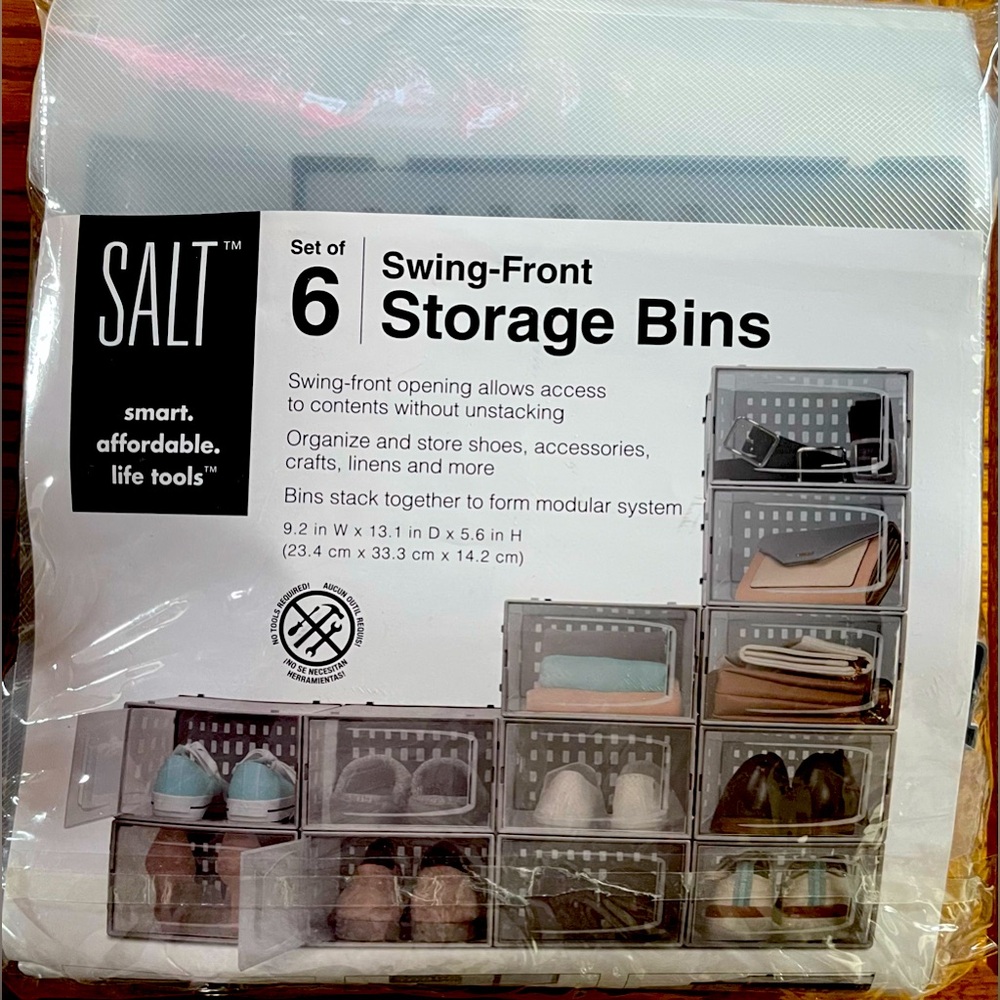 SALT™
smart.
affordable.
life tools™
Set of
6
Swing-Front
Storage Bins
Swing-front opening allows access
to contents without unstacking
Organize and store shoes, accessories,
crafts, linens and more
Bins stack together to form modular system
9.2 in W x 13.1 in D x 5.6 in H
(23.4 cm x 33.3 cm x 14.2 cm)
NO TOOLS REQUIRED!
AUCUN OUTIL REQUIS!
¡NO SE NECESITAN
HERRAMIENTAS!